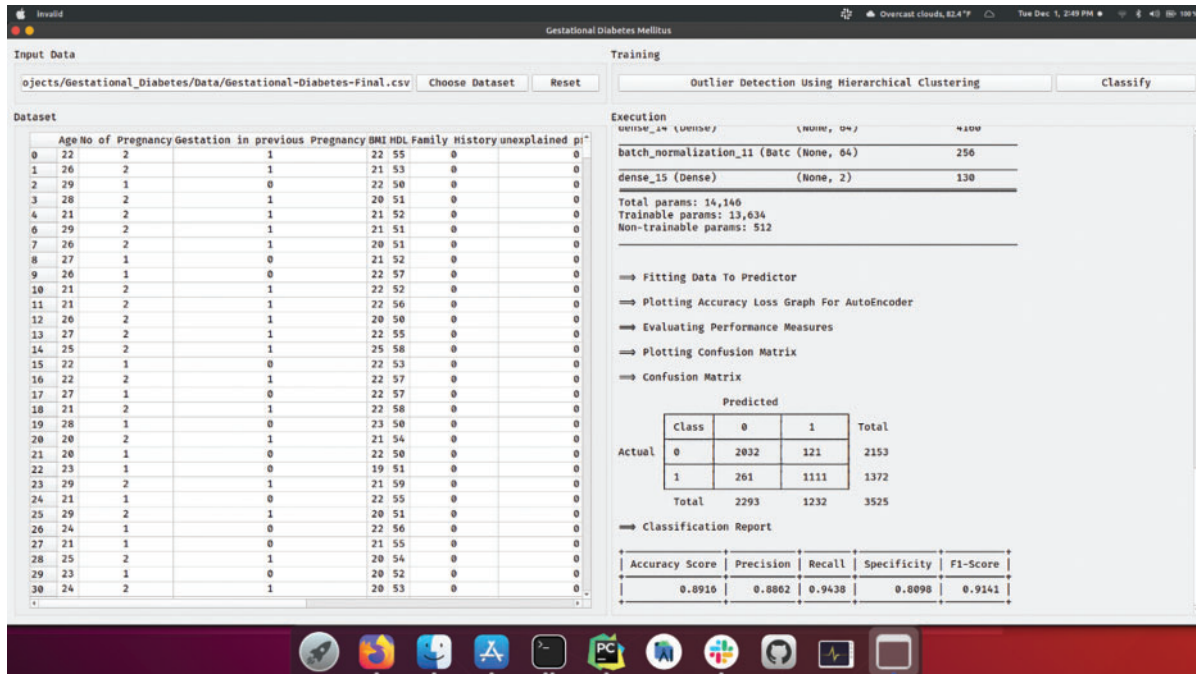 Invalid
Overcast clouds, 82.4°F
Tue Dec 1, 2:49 PM
100%
Gestational Diabetes Mellitus
Input Data
ojects/Gestational_Diabetes/Data/Gestational-Diabetes-Final.csv Choose Dataset Reset
Dataset
Age No of Pregnancy Gestation in previous Pregnancy BMI HDL Family History unexplained p
0 22 2 1 22 55 0 0
1 26 2 1 21 53 0 0
2 29 1 0 22 50 0 0
3 28 2 1 20 51 0 0
4 21 2 1 21 52 0 0
6 29 2 1 21 51 0 0
7 26 2 1 20 51 0 0
8 27 1 0 21 52 0 0
9 26 1 0 22 57 0 0
10 21 2 1 22 52 0 0
11 21 2 1 22 56 0 0
12 26 2 1 20 50 0 0
13 27 2 1 22 55 0 0
14 25 2 1 25 58 0 0
15 22 1 0 22 53 0 0
16 22 2 1 22 57 0 0
17 27 1 0 22 57 0 0
18 21 2 1 22 58 0 0
19 28 1 0 23 50 0 0
20 20 2 1 21 54 0 0
21 20 1 0 22 50 0 0
22 23 1 0 19 51 0 0
23 29 2 1 21 59 0 0
24 21 1 0 22 55 0 0
25 29 2 1 20 51 0 0
26 24 1 0 22 56 0 0
27 21 1 0 21 55 0 0
28 25 2 1 20 54 0 0
29 23 1 0 20 52 0 0
30 24 2 1 20 53 0 0
Training
Outlier Detection Using Hierarchical Clustering Classify
Execution
dense_14 (Dense) (None, 64) 4160
batch_normalization_11 (Batc (None, 64) 256
dense_15 (Dense) (None, 2) 130
Total params: 14,146
Trainable params: 13,634
Non-trainable params: 512
⟹ Fitting Data To Predictor
⟹ Plotting Accuracy Loss Graph For AutoEncoder
⟹ Evaluating Performance Measures
⟹ Plotting Confusion Matrix
⟹ Confusion Matrix
Predicted
Class 0 1 Total
Actual 0 2032 121 2153
1 261 1111 1372
Total 2293 1232 3525
⟹ Classification Report
| Accuracy Score | Precision | Recall | Specificity | F1-Score |
| 0.8916 | 0.8862 | 0.9438 | 0.8098 | 0.9141 |
PC